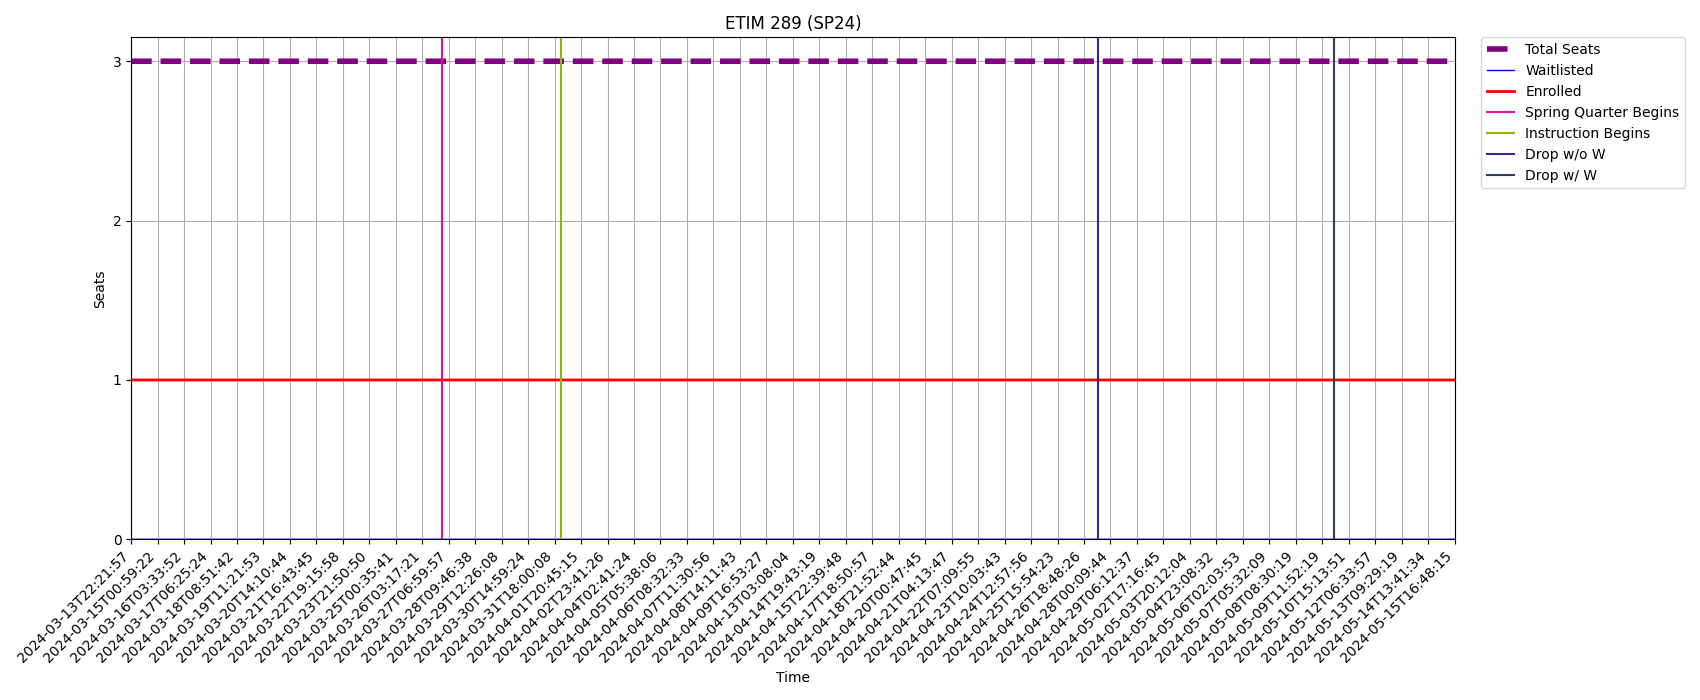 ETIM 289 (SP24)
3
2
1
0
Seats
2024-03-13T22:21:57
2024-03-15T00:59:22
2024-03-16T03:33:52
2024-03-17T06:25:24
2024-03-18T08:51:42
2024-03-19T11:21:53
2024-03-20T14:10:44
2024-03-21T16:43:45
2024-03-22T19:15:58
2024-03-23T21:50:50
2024-03-25T00:35:41
2024-03-26T03:17:21
2024-03-27T06:59:57
2024-03-28T09:46:38
2024-03-29T12:26:08
2024-03-30T14:59:24
2024-03-31T18:00:08
2024-04-01T20:45:15
2024-04-02T23:41:26
2024-04-04T02:41:24
2024-04-05T05:38:06
2024-04-06T08:32:33
2024-04-07T11:30:56
2024-04-08T14:11:43
2024-04-09T16:53:27
2024-04-13T03:08:04
2024-04-14T19:43:19
2024-04-15T22:39:48
2024-04-17T18:50:57
2024-04-18T21:52:44
2024-04-20T00:47:45
2024-04-21T04:13:47
2024-04-22T07:09:55
2024-04-23T10:03:43
2024-04-24T12:57:56
2024-04-25T15:54:23
2024-04-26T18:48:26
2024-04-28T00:09:44
2024-04-29T06:12:37
2024-05-02T17:16:45
2024-05-03T20:12:04
2024-05-04T23:08:32
2024-05-06T02:03:53
2024-05-07T05:32:09
2024-05-08T08:30:19
2024-05-09T11:52:19
2024-05-10T15:13:51
2024-05-12T06:33:57
2024-05-13T09:29:19
2024-05-14T13:41:34
2024-05-15T16:48:15
Time
Total Seats
Waitlisted
Enrolled
Spring Quarter Begins
Instruction Begins
Drop w/o W
Drop w/ W